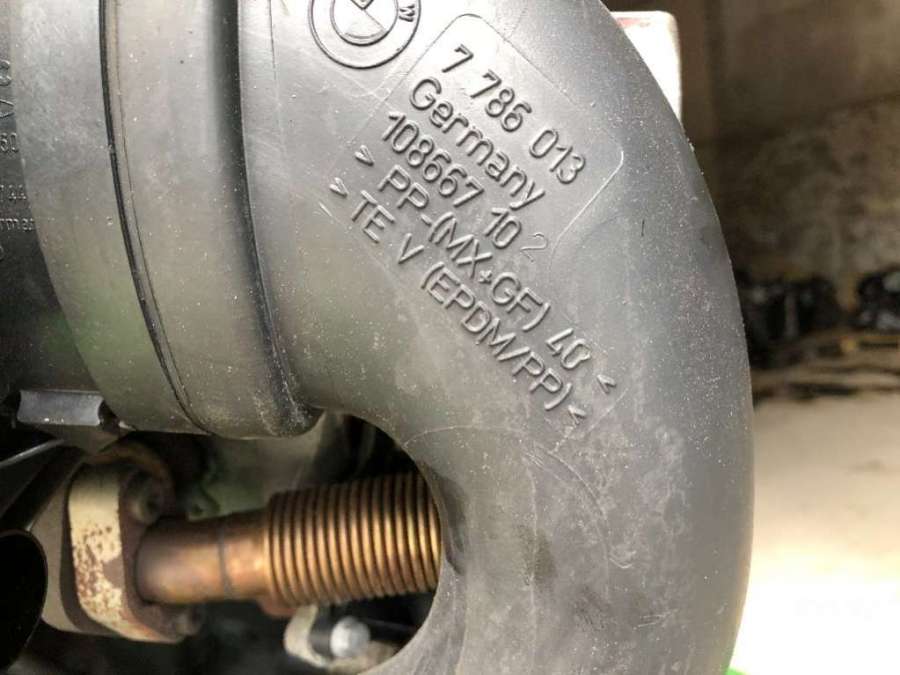 7 786 013
Germany
108667 10 2
> PP-(MX+GF) 40 <
> TE V (EPDM/PP) <